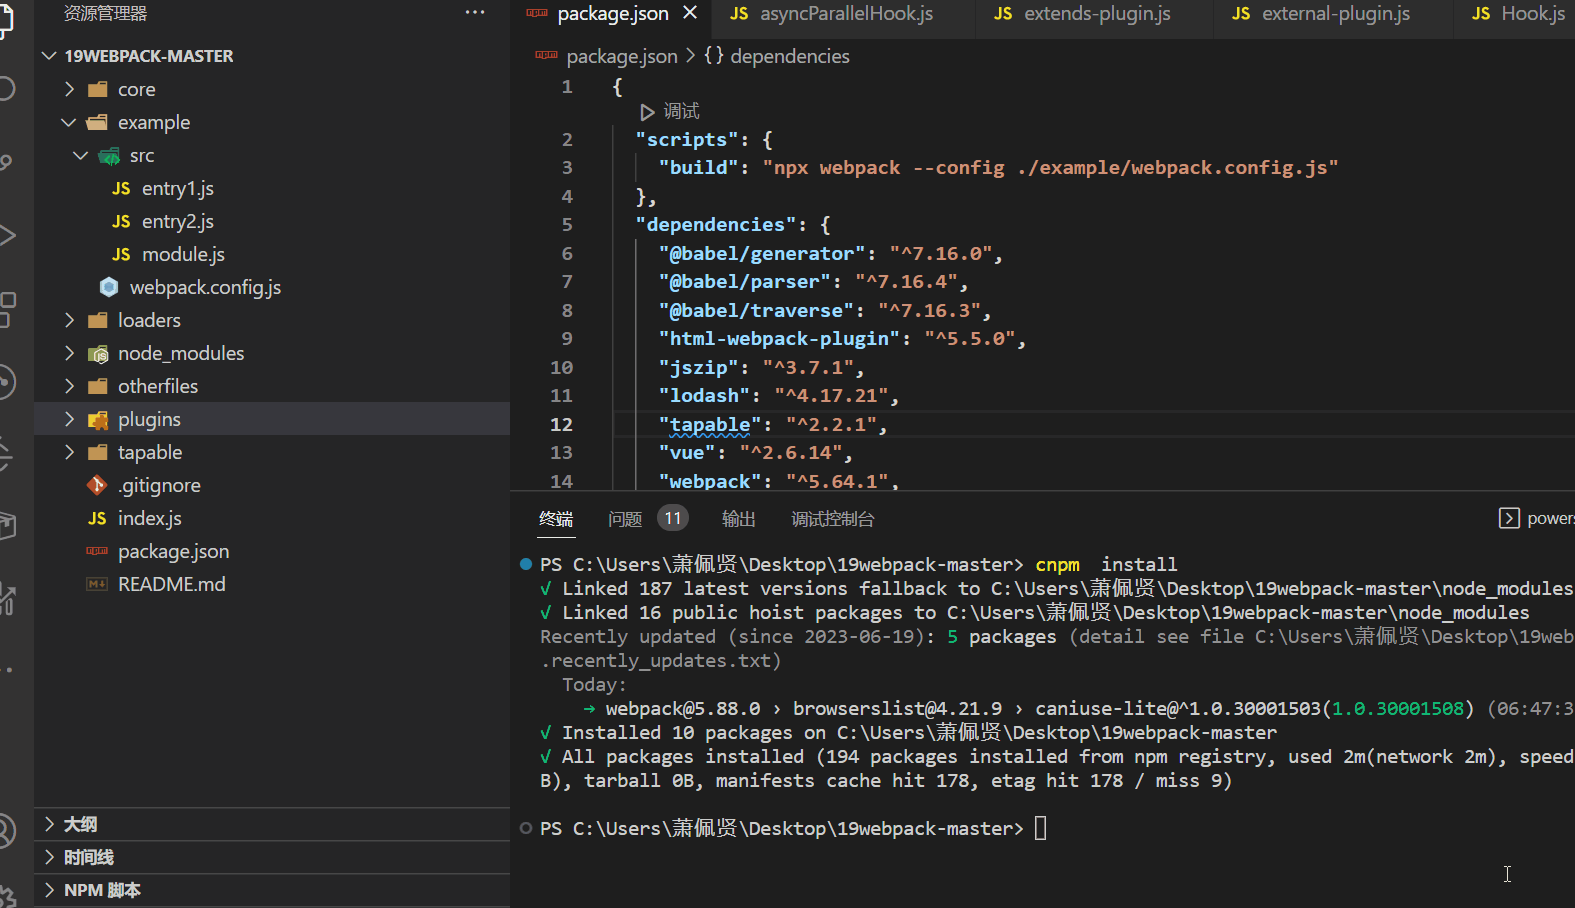 资源管理器
···
19WEBPACK-MASTER
core
example
src
JS entry1.js
JS entry2.js
JS module.js
webpack.config.js
loaders
node_modules
otherfiles
plugins
tapable
.gitignore
JS index.js
package.json
README.md
大纲
时间线
NPM 脚本
package.json
JS asyncParallelHook.js
JS extends-plugin.js
JS external-plugin.js
JS Hook.js
package.json > {} dependencies
1 {
调试
2 "scripts": {
3 "build": "npx webpack --config ./example/webpack.config.js"
4 },
5 "dependencies": {
6 "@babel/generator": "^7.16.0",
7 "@babel/parser": "^7.16.4",
8 "@babel/traverse": "^7.16.3",
9 "html-webpack-plugin": "^5.5.0",
10 "jszip": "^3.7.1",
11 "lodash": "^4.17.21",
12 "tapable": "^2.2.1",
13 "vue": "^2.6.14",
14 "webpack": "^5.64.1",
终端 问题 11 输出 调试控制台 powers
PS C:\Users\萧佩贤\Desktop\19webpack-master> cnpm  install
√ Linked 187 latest versions fallback to C:\Users\萧佩贤\Desktop\19webpack-master\node_modules
√ Linked 16 public hoist packages to C:\Users\萧佩贤\Desktop\19webpack-master\node_modules
Recently updated (since 2023-06-19): 5 packages (detail see file C:\Users\萧佩贤\Desktop\19web
.recently_updates.txt)
Today:
→ webpack@5.88.0 › browserslist@4.21.9 › caniuse-lite@^1.0.30001503(1.0.30001508) (06:47:3
√ Installed 10 packages on C:\Users\萧佩贤\Desktop\19webpack-master
√ All packages installed (194 packages installed from npm registry, used 2m(network 2m), speed
B), tarball 0B, manifests cache hit 178, etag hit 178 / miss 9)
PS C:\Users\萧佩贤\Desktop\19webpack-master>